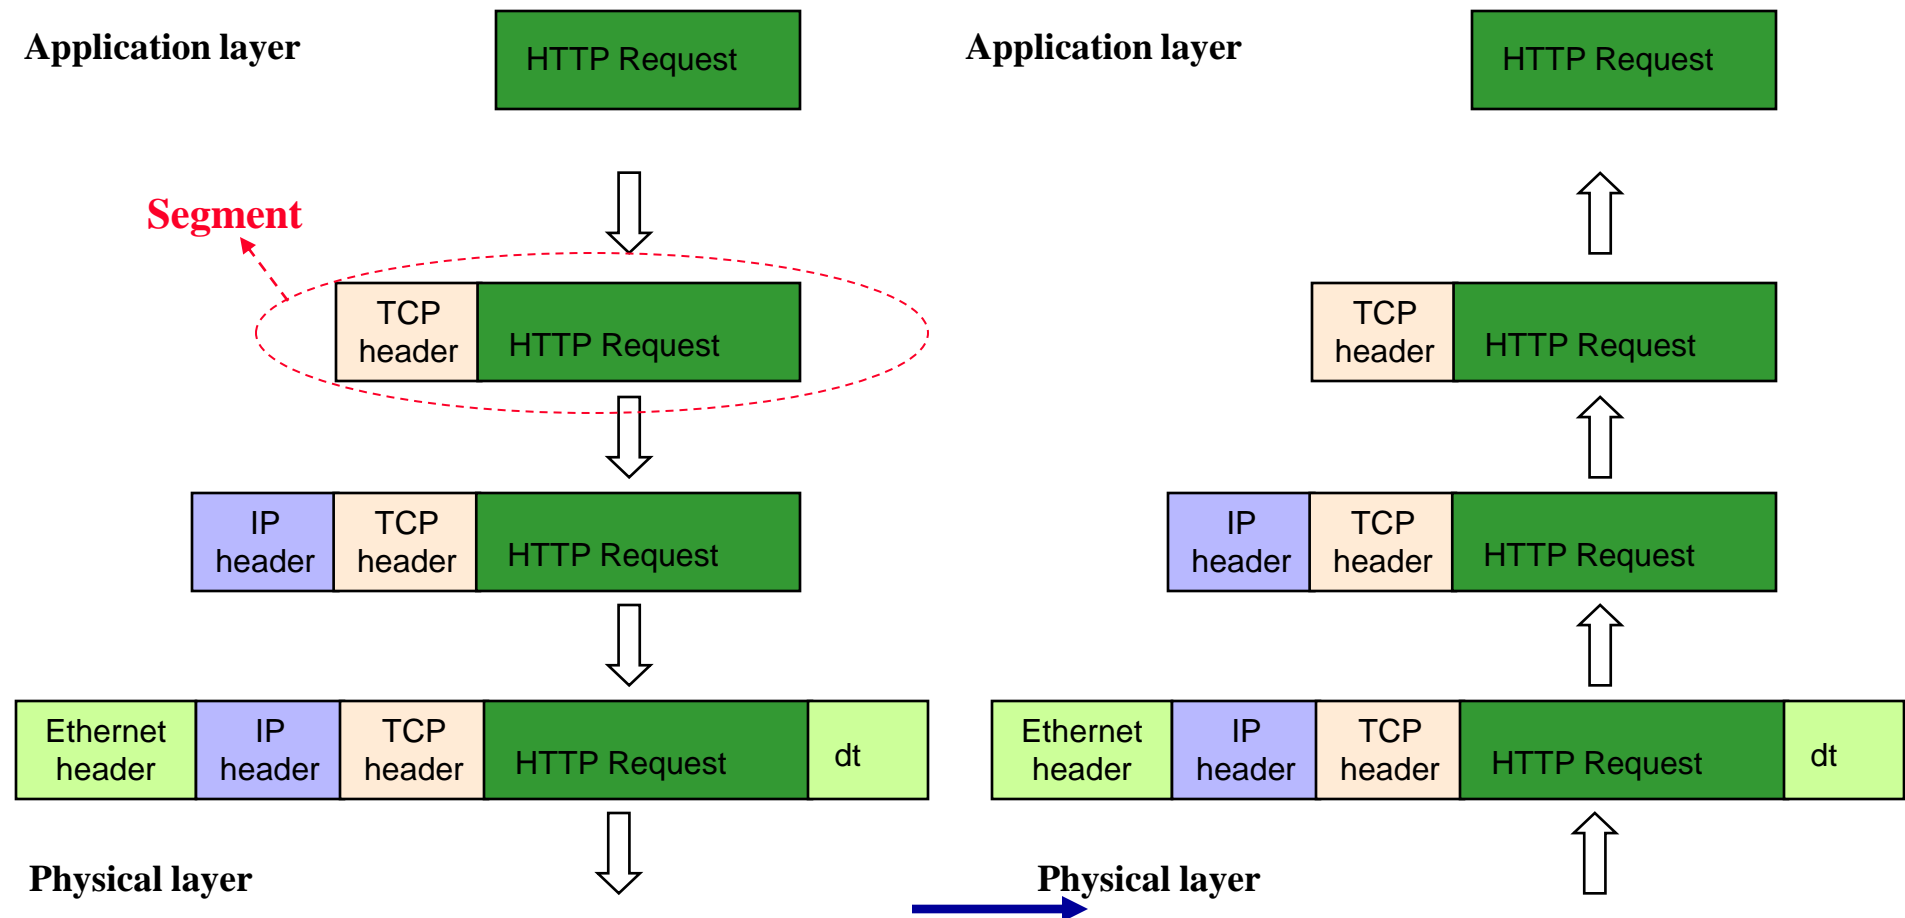 Application layer
HTTP Request
Segment
TCP
header
HTTP Request
IP
header
TCP
header
HTTP Request
Ethernet
header
IP
header
TCP
header
HTTP Request
dt
Physical layer
Application layer
HTTP Request
TCP
header
HTTP Request
IP
header
TCP
header
HTTP Request
Ethernet
header
IP
header
TCP
header
HTTP Request
dt
Physical layer